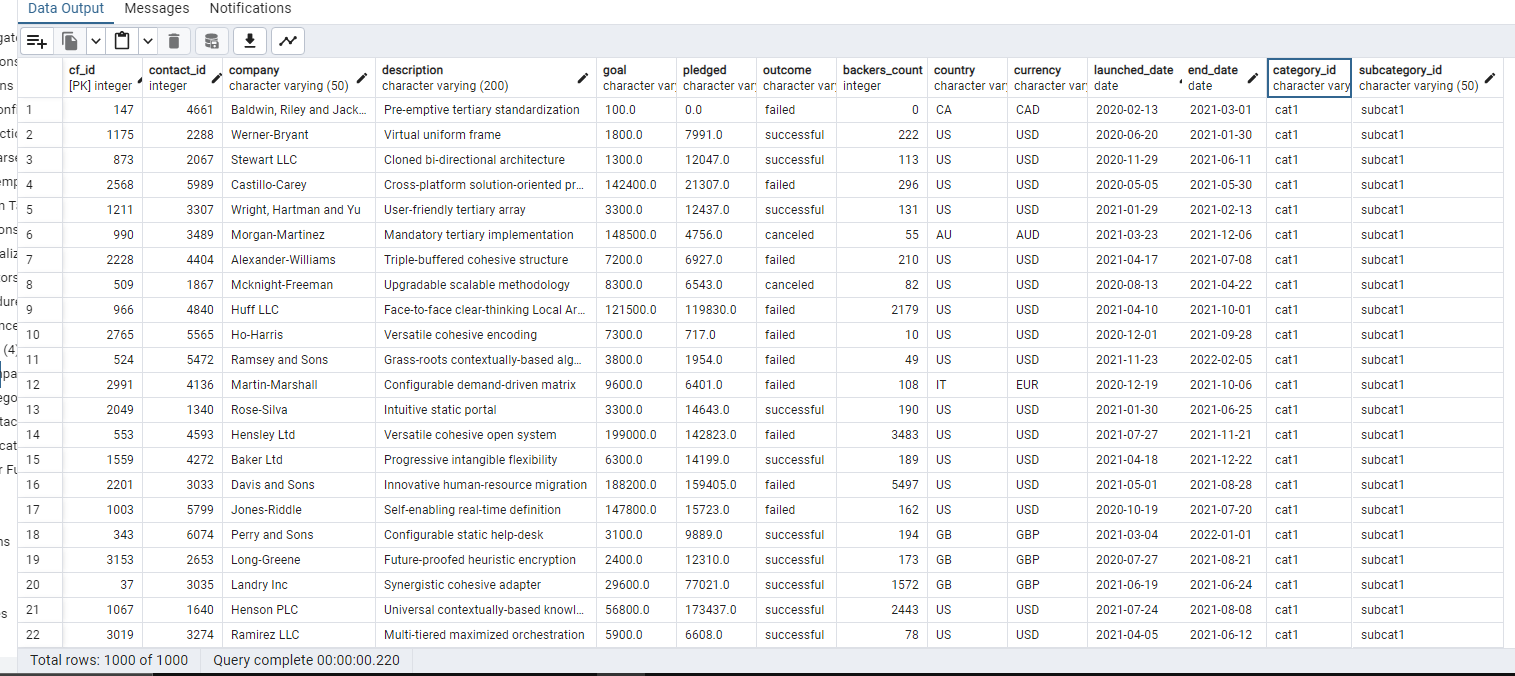 Data Output Messages Notifications
cf_id contact_id company description goal pledged outcome backers_count country currency launched_date end_date category_id subcategory_id
[PK] integer integer character varying (50) character varying (200) character var character var character var integer character var character var date date character vary character varying (50)
1 147 4661 Baldwin, Riley and Jack... Pre-emptive tertiary standardization 100.0 0.0 failed 0 CA CAD 2020-02-13 2021-03-01 cat1 subcat1
2 1175 2288 Werner-Bryant Virtual uniform frame 1800.0 7991.0 successful 222 US USD 2020-06-20 2021-01-30 cat1 subcat1
3 873 2067 Stewart LLC Cloned bi-directional architecture 1300.0 12047.0 successful 113 US USD 2020-11-29 2021-06-11 cat1 subcat1
4 2568 5989 Castillo-Carey Cross-platform solution-oriented pr... 142400.0 21307.0 failed 296 US USD 2020-05-05 2021-05-30 cat1 subcat1
5 1211 3307 Wright, Hartman and Yu User-friendly tertiary array 3300.0 12437.0 successful 131 US USD 2021-01-29 2021-02-13 cat1 subcat1
6 990 3489 Morgan-Martinez Mandatory tertiary implementation 148500.0 4756.0 canceled 55 AU AUD 2021-03-23 2021-12-06 cat1 subcat1
7 2228 4404 Alexander-Williams Triple-buffered cohesive structure 7200.0 6927.0 failed 210 US USD 2021-04-17 2021-07-08 cat1 subcat1
8 509 1867 Mcknight-Freeman Upgradable scalable methodology 8300.0 6543.0 canceled 82 US USD 2020-08-13 2021-04-22 cat1 subcat1
9 966 4840 Huff LLC Face-to-face clear-thinking Local Ar... 121500.0 119830.0 failed 2179 US USD 2021-04-10 2021-10-01 cat1 subcat1
10 2765 5565 Ho-Harris Versatile cohesive encoding 7300.0 717.0 failed 10 US USD 2020-12-01 2021-09-28 cat1 subcat1
11 524 5472 Ramsey and Sons Grass-roots contextually-based alg... 3800.0 1954.0 failed 49 US USD 2021-11-23 2022-02-05 cat1 subcat1
12 2991 4136 Martin-Marshall Configurable demand-driven matrix 9600.0 6401.0 failed 108 IT EUR 2020-12-19 2021-10-06 cat1 subcat1
13 2049 1340 Rose-Silva Intuitive static portal 3300.0 14643.0 successful 190 US USD 2021-01-30 2021-06-25 cat1 subcat1
14 553 4593 Hensley Ltd Versatile cohesive open system 199000.0 142823.0 failed 3483 US USD 2021-07-27 2021-11-21 cat1 subcat1
15 1559 4272 Baker Ltd Progressive intangible flexibility 6300.0 14199.0 successful 189 US USD 2021-04-18 2021-12-22 cat1 subcat1
16 2201 3033 Davis and Sons Innovative human-resource migration 188200.0 159405.0 failed 5497 US USD 2021-05-01 2021-08-28 cat1 subcat1
17 1003 5799 Jones-Riddle Self-enabling real-time definition 147800.0 15723.0 failed 162 US USD 2020-10-19 2021-07-20 cat1 subcat1
18 343 6074 Perry and Sons Configurable static help-desk 3100.0 9889.0 successful 194 GB GBP 2021-03-04 2022-01-01 cat1 subcat1
19 3153 2653 Long-Greene Future-proofed heuristic encryption 2400.0 12310.0 successful 173 GB GBP 2020-07-27 2021-08-21 cat1 subcat1
20 37 3035 Landry Inc Synergistic cohesive adapter 29600.0 77021.0 successful 1572 GB GBP 2021-06-19 2021-06-24 cat1 subcat1
21 1067 1640 Henson PLC Universal contextually-based knowl... 56800.0 173437.0 successful 2443 US USD 2021-07-24 2021-08-08 cat1 subcat1
22 3019 3274 Ramirez LLC Multi-tiered maximized orchestration 5900.0 6608.0 successful 78 US USD 2021-04-05 2021-06-12 cat1 subcat1
Total rows: 1000 of 1000 Query complete 00:00:00.220